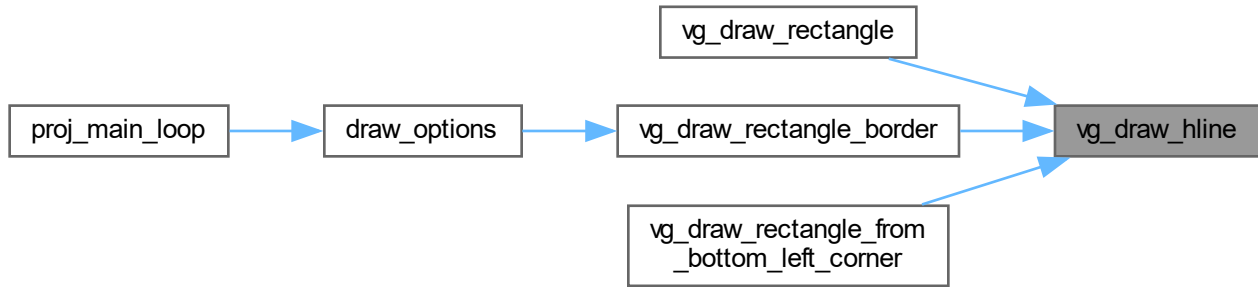 vg_draw_rectangle
proj_main_loop
draw_options
vg_draw_rectangle_border
vg_draw_hline
vg_draw_rectangle_from
_bottom_left_corner